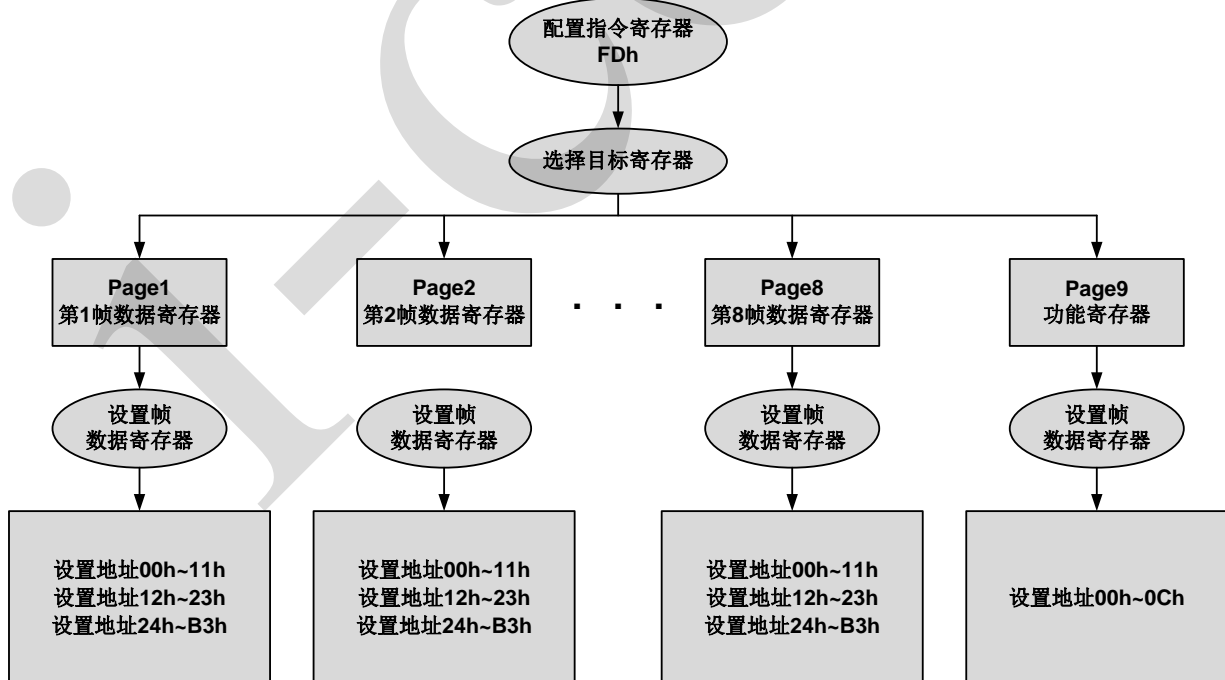 配置指令寄存器
FDh
选择目标寄存器
Page1
第1帧数据寄存器
Page2
第2帧数据寄存器
. . .
Page8
第8帧数据寄存器
Page9
功能寄存器
设置帧
数据寄存器
设置帧
数据寄存器
设置帧
数据寄存器
设置帧
数据寄存器
设置地址00h~11h
设置地址12h~23h
设置地址24h~B3h
设置地址00h~11h
设置地址12h~23h
设置地址24h~B3h
设置地址00h~11h
设置地址12h~23h
设置地址24h~B3h
设置地址00h~0Ch